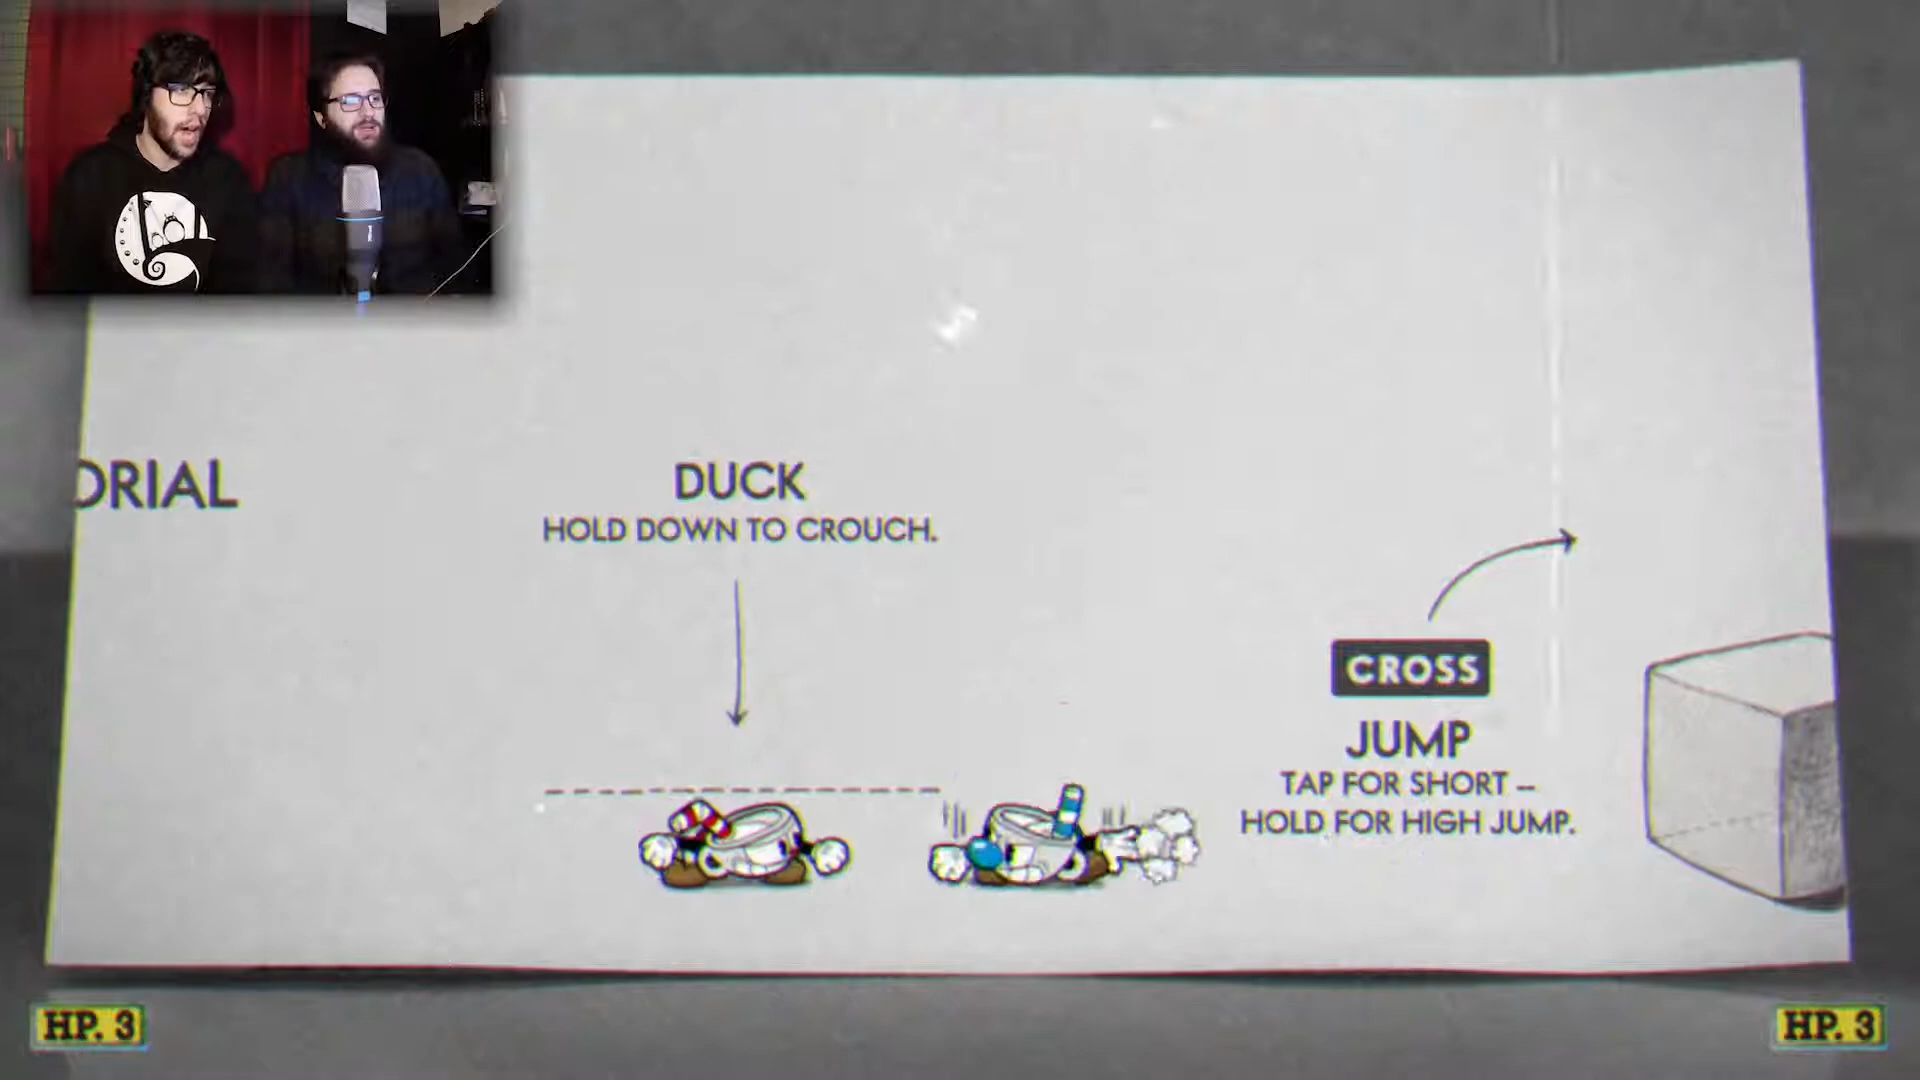 ORIAL
DUCK
HOLD DOWN TO CROUCH.
CROSS
JUMP
TAP FOR SHORT –
HOLD FOR HIGH JUMP.
HP. 3
HP. 3